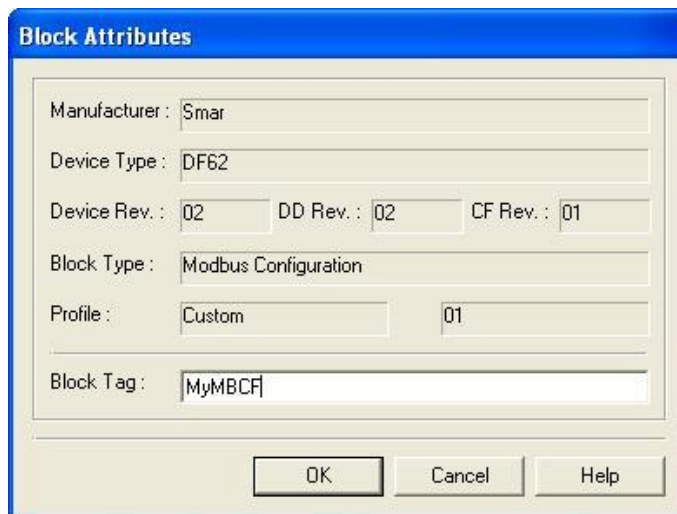 Block Attributes
Manufacturer : Smar
Device Type : DF62
Device Rev. : 02 DD Rev. : 02 CF Rev. : 01
Block Type : Modbus Configuration
Profile : Custom 01
Block Tag : MyMBCF
OK Cancel Help